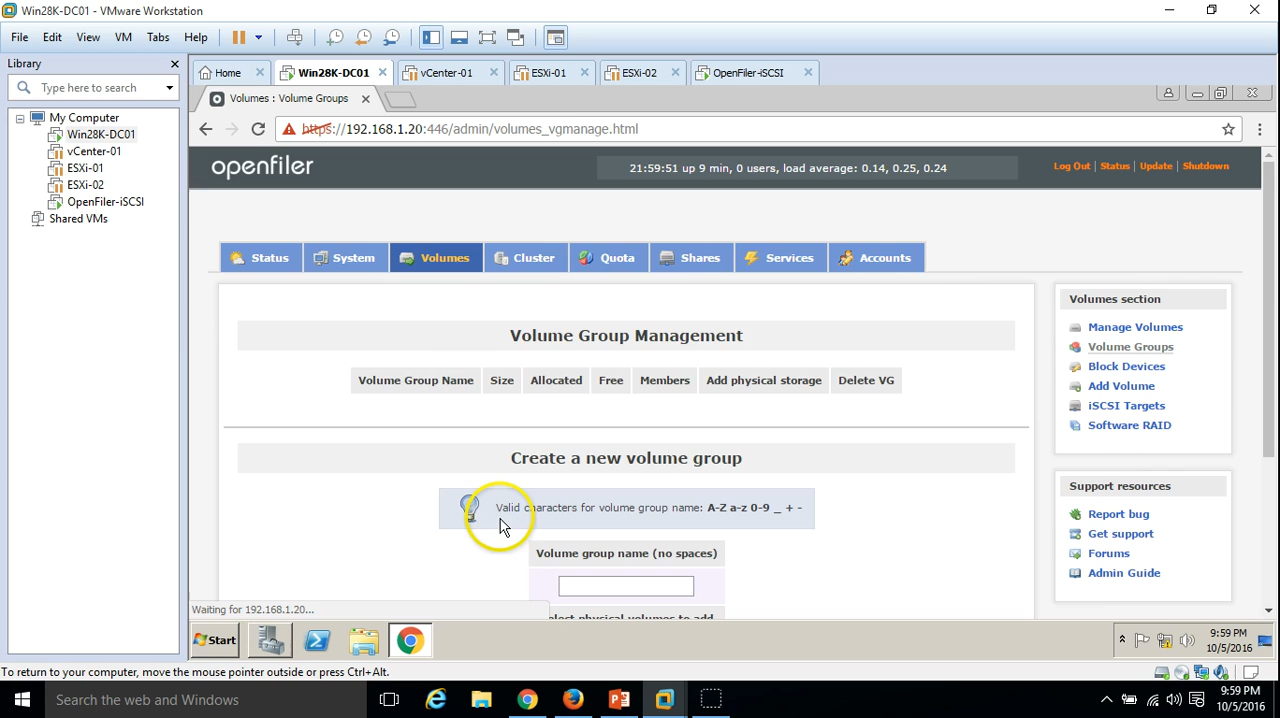 Win28K-DC01 - VMware Workstation
File Edit View VM Tabs Help
Library
Type here to search
My Computer
Win28K-DC01
vCenter-01
ESXi-01
ESXi-02
OpenFiler-iSCSI
Shared VMs
Home Win28K-DC01 vCenter-01 ESXi-01 ESXi-02 OpenFiler-iSCSI
Volumes : Volume Groups
https://192.168.1.20:446/admin/volumes_vgmanage.html
openfiler
21:59:51 up 9 min, 0 users, load average: 0.14, 0.25, 0.24
Log Out | Status | Update | Shutdown
Status System Volumes Cluster Quota Shares Services Accounts
Volume Group Management
Volume Group Name Size Allocated Free Members Add physical storage Delete VG
Create a new volume group
Valid characters for volume group name: A-Z a-z 0-9 _ + -
Volume group name (no spaces)
elect physical volumes to add
Volumes section
Manage Volumes
Volume Groups
Block Devices
Add Volume
iSCSI Targets
Software RAID
Support resources
Report bug
Get support
Forums
Admin Guide
Waiting for 192.168.1.20...
Start
9:59 PM
10/5/2016
To return to your computer, move the mouse pointer outside or press Ctrl+Alt.
Search the web and Windows
9:59 PM
10/5/2016